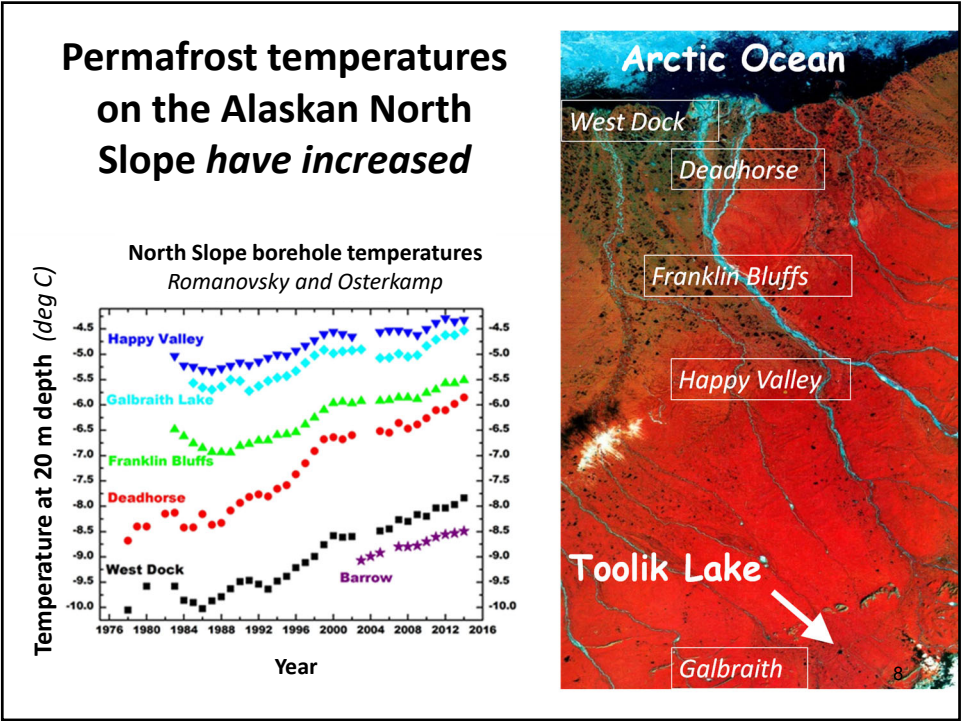 Permafrost temperatures
on the Alaskan North
Slope have increased
North Slope borehole temperatures
Romanovsky and Osterkamp
Temperature at 20 m depth (deg C)
-4.5
-5.0
-5.5
-6.0
-6.5
-7.0
-7.5
-8.0
-8.5
-9.0
-9.5
-10.0
Happy Valley
Galbraith Lake
Franklin Bluffs
Deadhorse
West Dock
Barrow
-4.5
-5.0
-5.5
-6.0
-6.5
-7.0
-7.5
-8.0
-8.5
-9.0
-9.5
-10.0
1976 1980 1984 1988 1992 1996 2000 2004 2008 2012 2016
Year
Arctic Ocean
West Dock
Deadhorse
Franklin Bluffs
Happy Valley
Toolik Lake
Galbraith
8